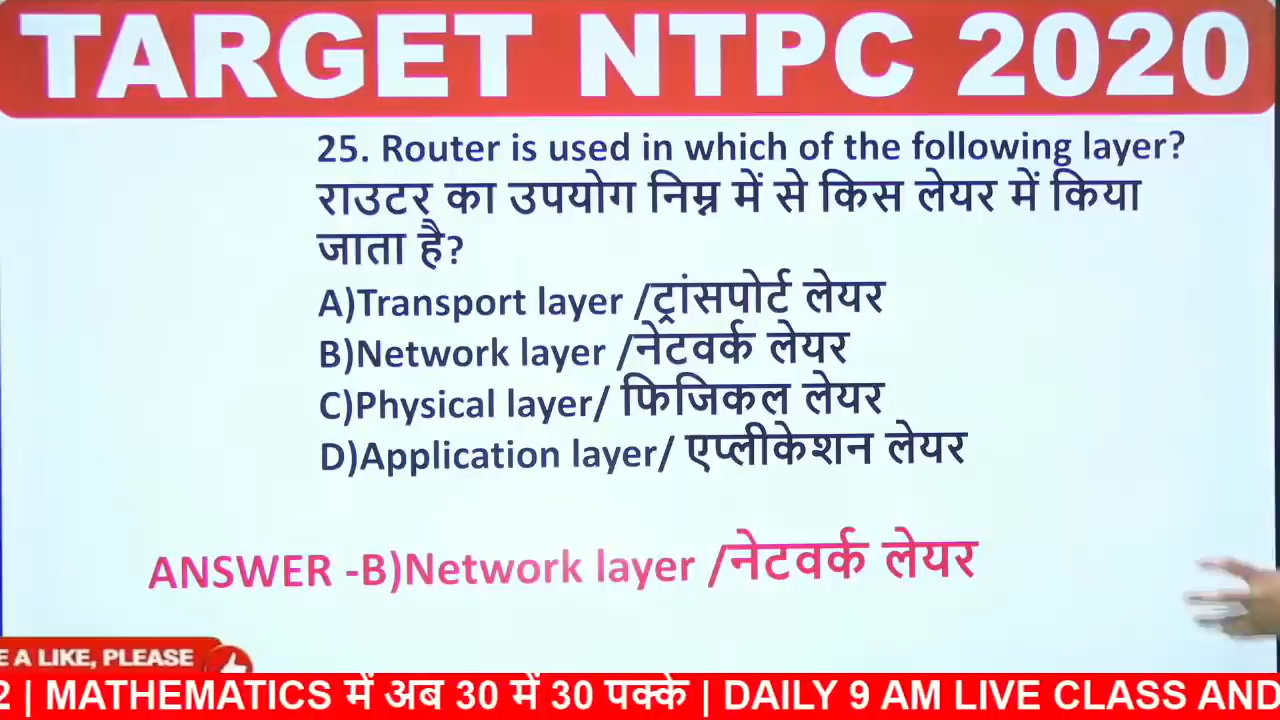 TARGET NTPC 2020
25. Router is used in which of the following layer?
राउटर का उपयोग निम्न में से किस लेयर में किया
जाता है?
A)Transport layer /ट्रांसपोर्ट लेयर
B)Network layer /नेटवर्क लेयर
C)Physical layer/ फिजिकल लेयर
D)Application layer/ एप्लीकेशन लेयर
ANSWER -B)Network layer /नेटवर्क लेयर
E A LIKE, PLEASE
2 | MATHEMATICS में अब 30 में 30 पक्के | DAILY 9 AM LIVE CLASS AND